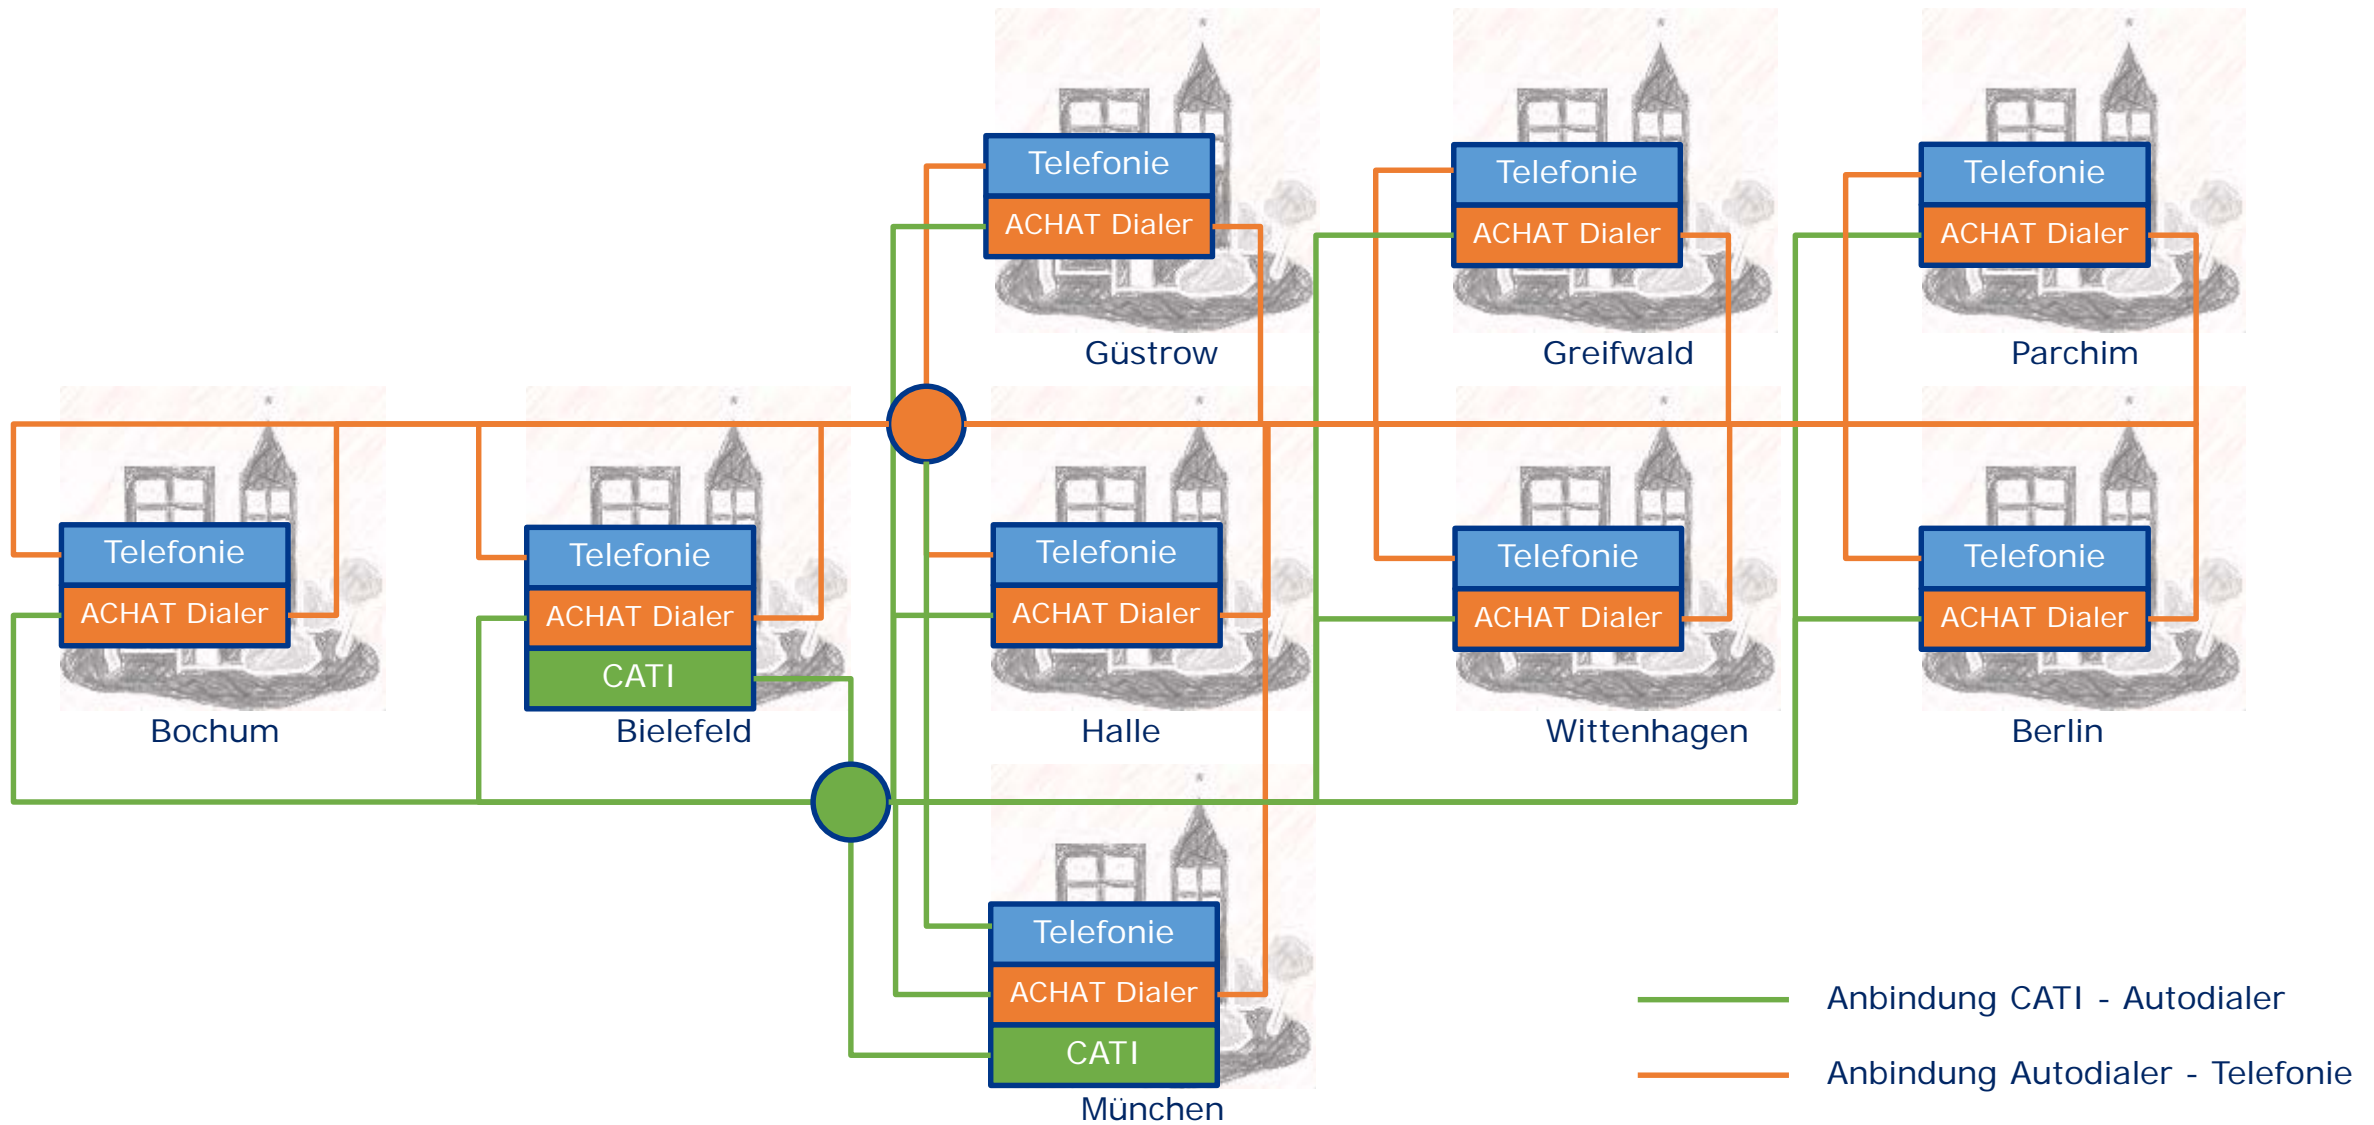 Telefonie
ACHAT Dialer
Güstrow
Telefonie
ACHAT Dialer
Greifwald
Telefonie
ACHAT Dialer
Parchim
Telefonie
ACHAT Dialer
Bochum
Telefonie
ACHAT Dialer
CATI
Bielefeld
Telefonie
ACHAT Dialer
Halle
Telefonie
ACHAT Dialer
Wittenhagen
Telefonie
ACHAT Dialer
Berlin
Telefonie
ACHAT Dialer
CATI
München
Anbindung CATI - Autodialer
Anbindung Autodialer - Telefonie